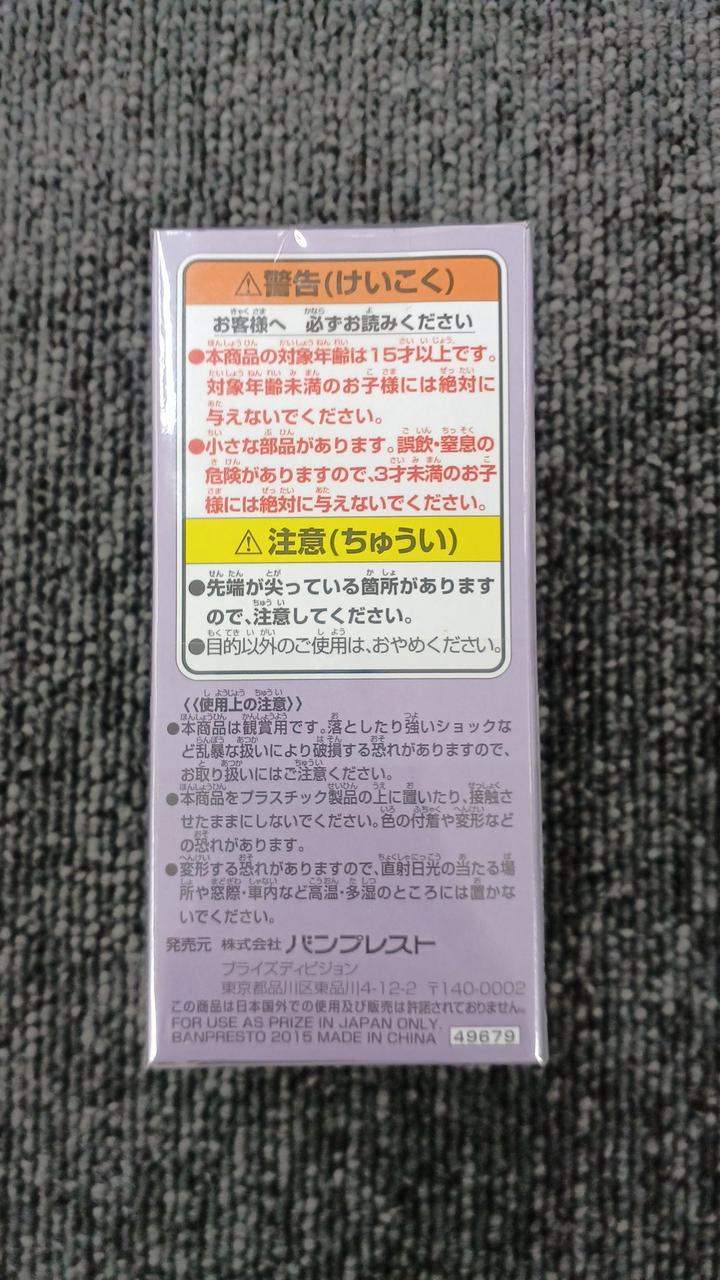 ⚠警告(けいこく)
お客様へ 必ずお読みください
●本商品の対象年齢は15才以上です。
対象年齢未満のお子様には絶対に
与えないでください。
●小さな部品があります。誤飲・窒息の
危険がありますので、3才未満のお子
様には絶対に与えないでください。
⚠注意(ちゅうい)
●先端が尖っている箇所があります
ので、注意してください。
●目的以外のご使用は、おやめください。
《使用上の注意》
●本商品は観賞用です。落としたり強いショックな
ど乱暴な扱いにより破損する恐れがありますので、
お取り扱いにはご注意ください。
●本商品をプラスチック製品の上に置いたり、接触さ
せたままにしないでください。色の付着や変形など
の恐れがあります。
●変形する恐れがありますので、直射日光の当たる場
所や窓際・車内など高温・多湿のところには置かな
いでください。
発売元 株式会社 バンプレスト
プライズディビジョン
東京都品川区東品川4-12-2 〒140-0002
この商品は日本国外での使用及び販売は許諾されておりません。
FOR USE AS PRIZE IN JAPAN ONLY.
BANPRESTO 2015 MADE IN CHINA 49679